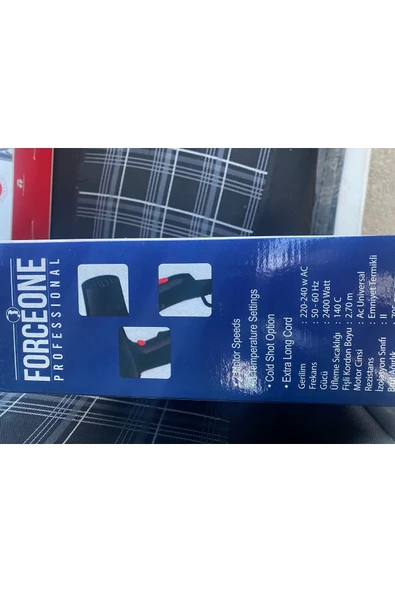 FORCEONE
PROFESSIONAL
Motor Speeds
Temperature Settings
• Cold Shot Option
• Extra Long Cord
Gerilim : 220-240 w AC
Frekans : 50 - 60 Hz
Gücü : 2400 Watt
Üfleme Sıcaklığı : 140 C
Fişli Kordon Boyu : 2.70 m
Motor Cinsi : Ac Universal
Rezistans : Emniyet Termikli
İzolasyon Sınıfı : II